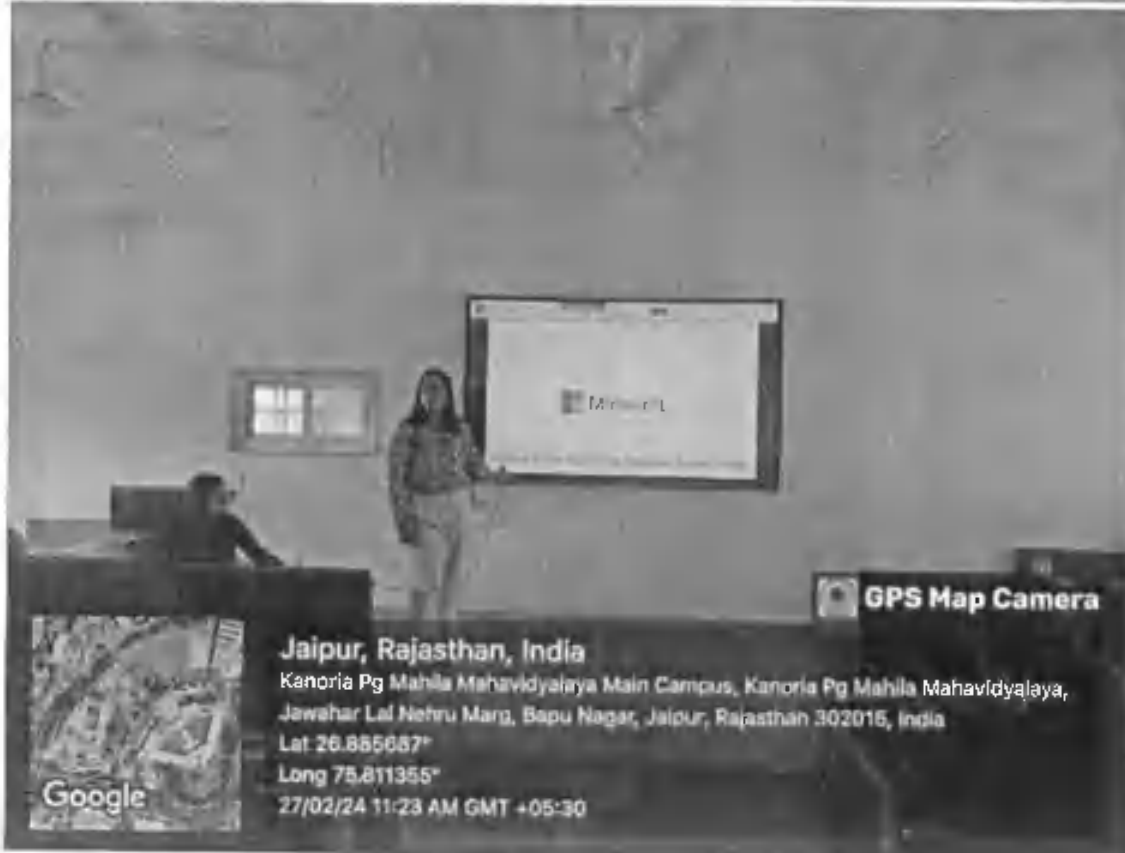 Microsoft
GPS Map Camera
Jaipur, Rajasthan, India
Kanoria Pg Mahila Mahavidyalaya Main Campus, Kanoria Pg Mahila Mahavidyalaya,
Jawahar Lal Nehru Marg, Bapu Nagar, Jaipur, Rajasthan 302015, India
Lat 26.885687°
Long 75.811355°
27/02/24 11:23 AM GMT +05:30
Google